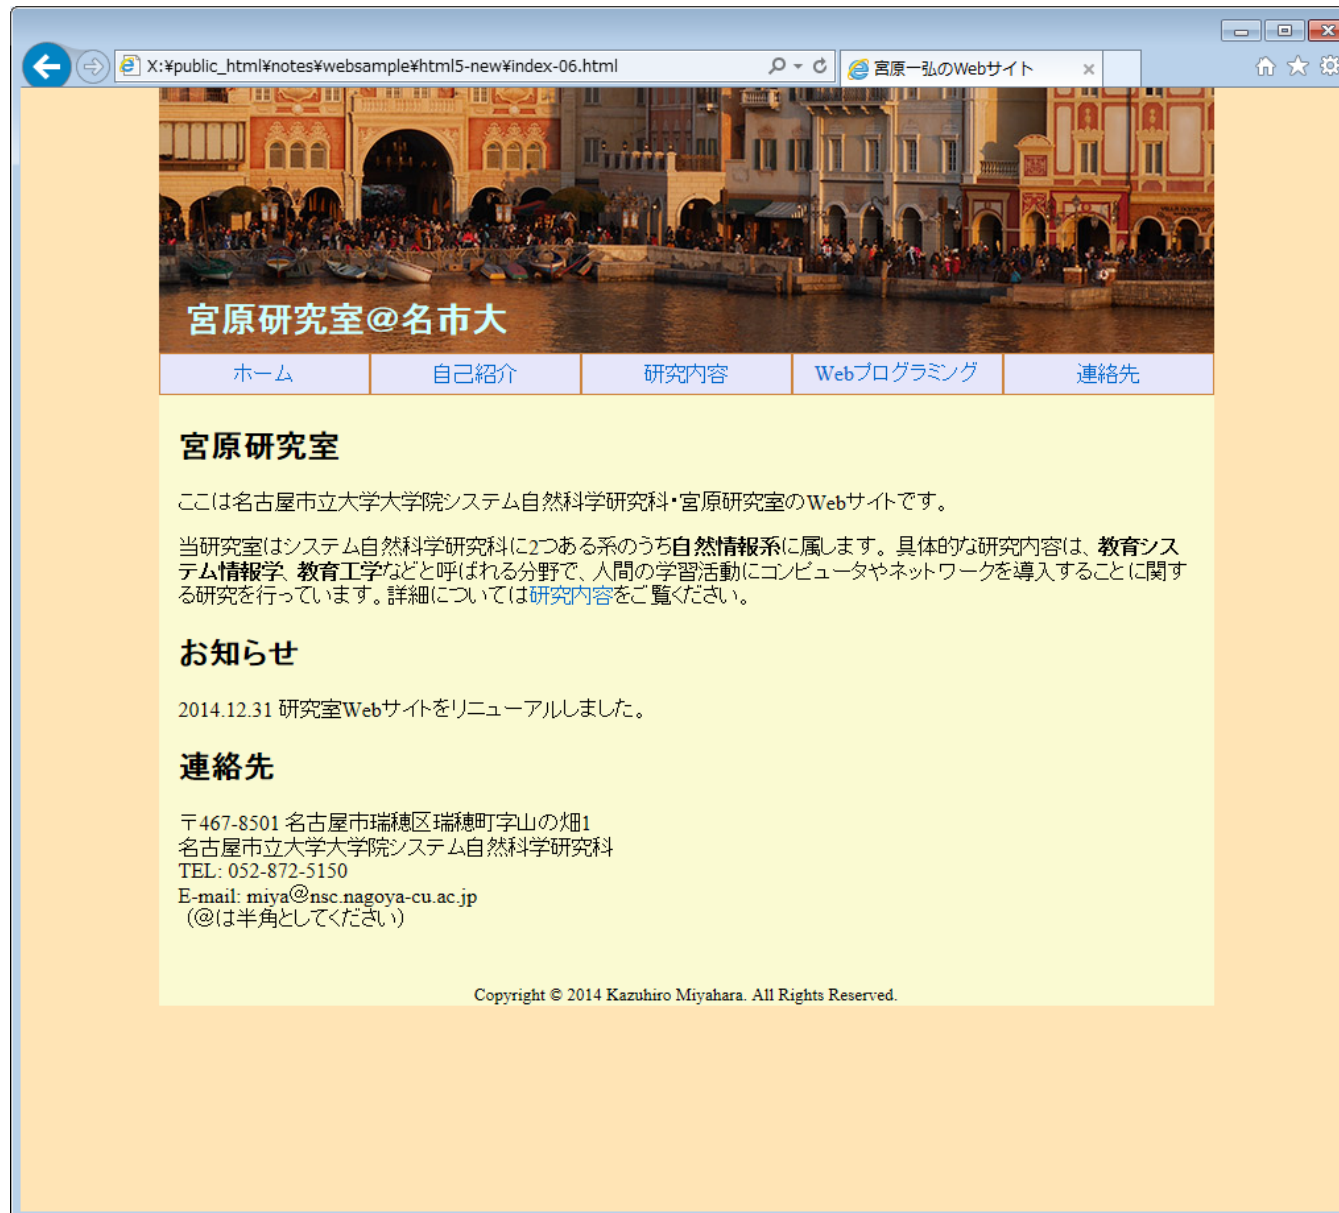 X:¥public_html¥notes¥websample¥html5-new¥index-06.html
宮原一弘のWebサイト
宮原研究室＠名市大
ホーム
自己紹介
研究内容
Webプログラミング
連絡先
宮原研究室
ここは名古屋市立大学大学院システム自然科学研究科・宮原研究室のWebサイトです。
当研究室はシステム自然科学研究科に2つある系のうち自然情報系に属します。具体的な研究内容は、教育シス
テム情報学、教育工学などと呼ばれる分野で、人間の学習活動にコンピュータやネットワークを導入することに関す
る研究を行っています。詳細については研究内容をご覧ください。
お知らせ
2014.12.31 研究室Webサイトをリニューアルしました。
連絡先
〒467-8501 名古屋市瑞穂区瑞穂町字山の畑1
名古屋市立大学大学院システム自然科学研究科
TEL: 052-872-5150
E-mail: miya＠nsc.nagoya-cu.ac.jp
（＠は半角としてください）
Copyright © 2014 Kazuhiro Miyahara. All Rights Reserved.